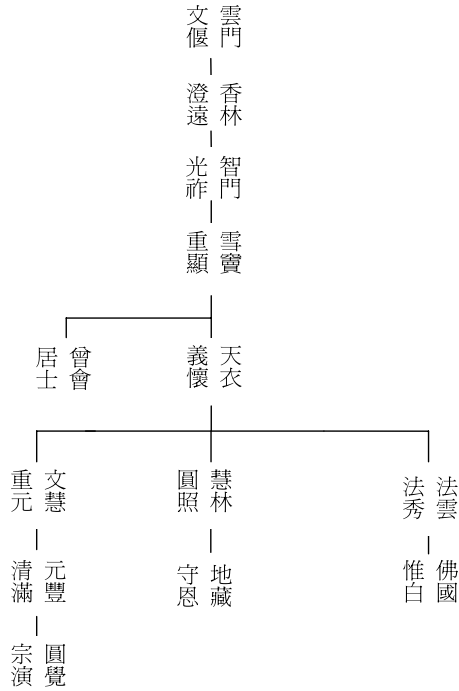 雲門
文偃
香林
澄遠
智門
光祚
雪竇
重顯
天衣
義懷
曾會
居士
法雲
法秀
佛國
惟白
慧林
圓照
地藏
守恩
文慧
重元
元豐
清滿
圓覺
宗演